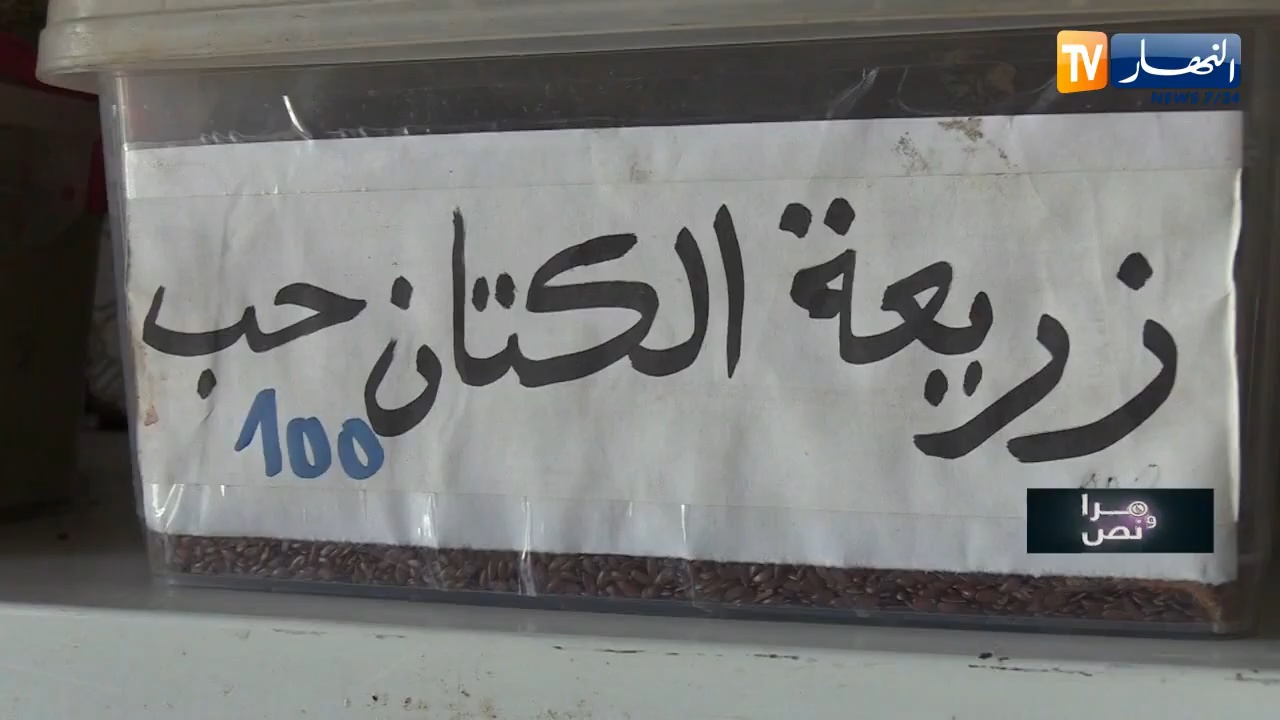 TV النهار
NEWS 7/24
زريعة الكتان حب
100
مرا
و نص